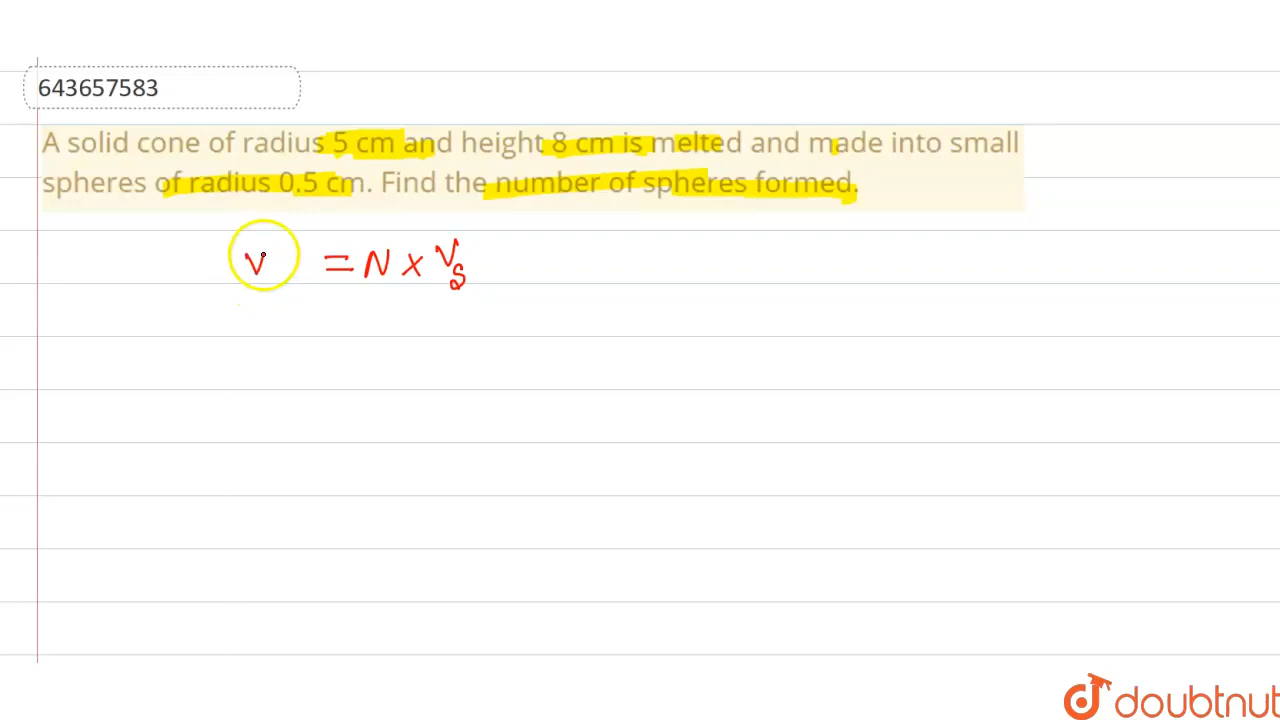 643657583
A solid cone of radius 5 cm and height 8 cm is melted and made into small
spheres of radius 0.5 cm. Find the number of spheres formed.
V = N × Vs
doubtnut